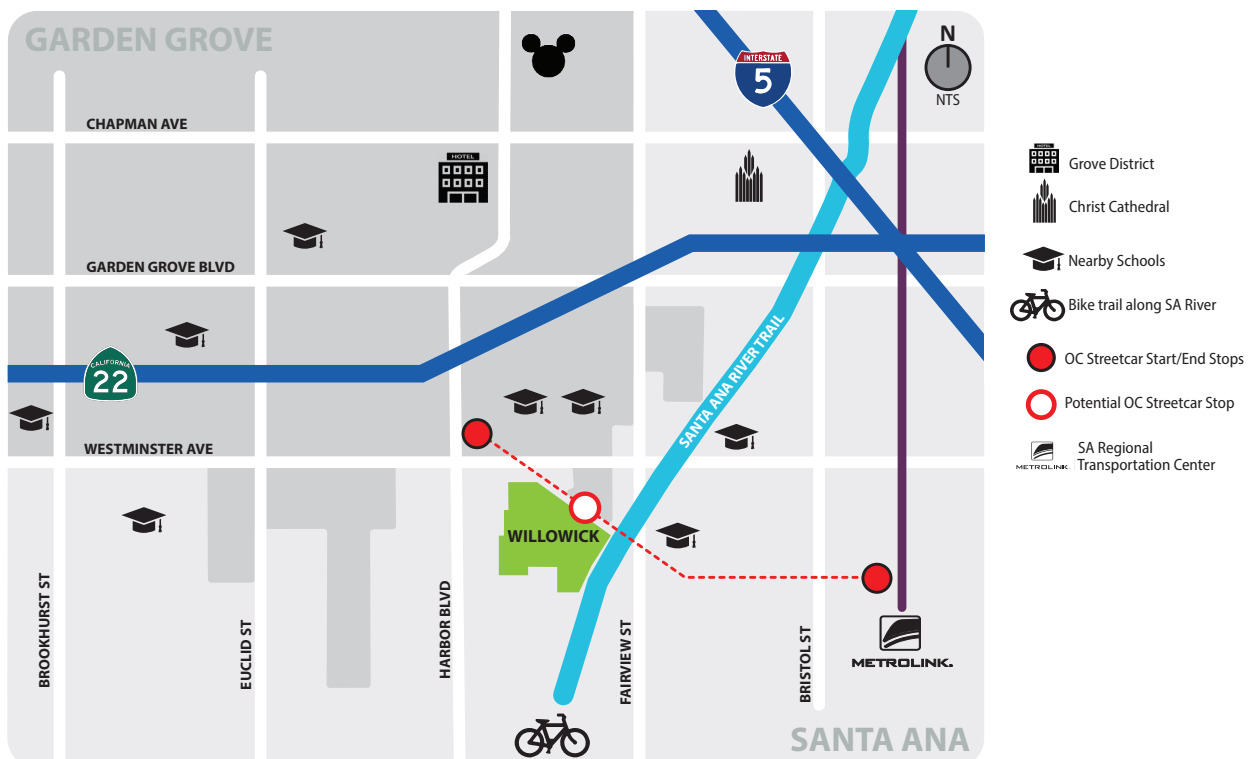 GARDEN GROVE
INTERSTATE
5
N
NTS
CHAPMAN AVE
HOTEL
GARDEN GROVE BLVD
CALIFORNIA
22
SANTA ANA RIVER TRAIL
WESTMINSTER AVE
WILLOWICK
BROOKHURST ST
EUCLID ST
HARBOR BLVD
FAIRVIEW ST
BRISTOL ST
METROLINK.
SANTA ANA
HOTEL
Grove District
Christ Cathedral
Nearby Schools
Bike trail along SA River
OC Streetcar Start/End Stops
Potential OC Streetcar Stop
METROLINK.
SA Regional
Transportation Center